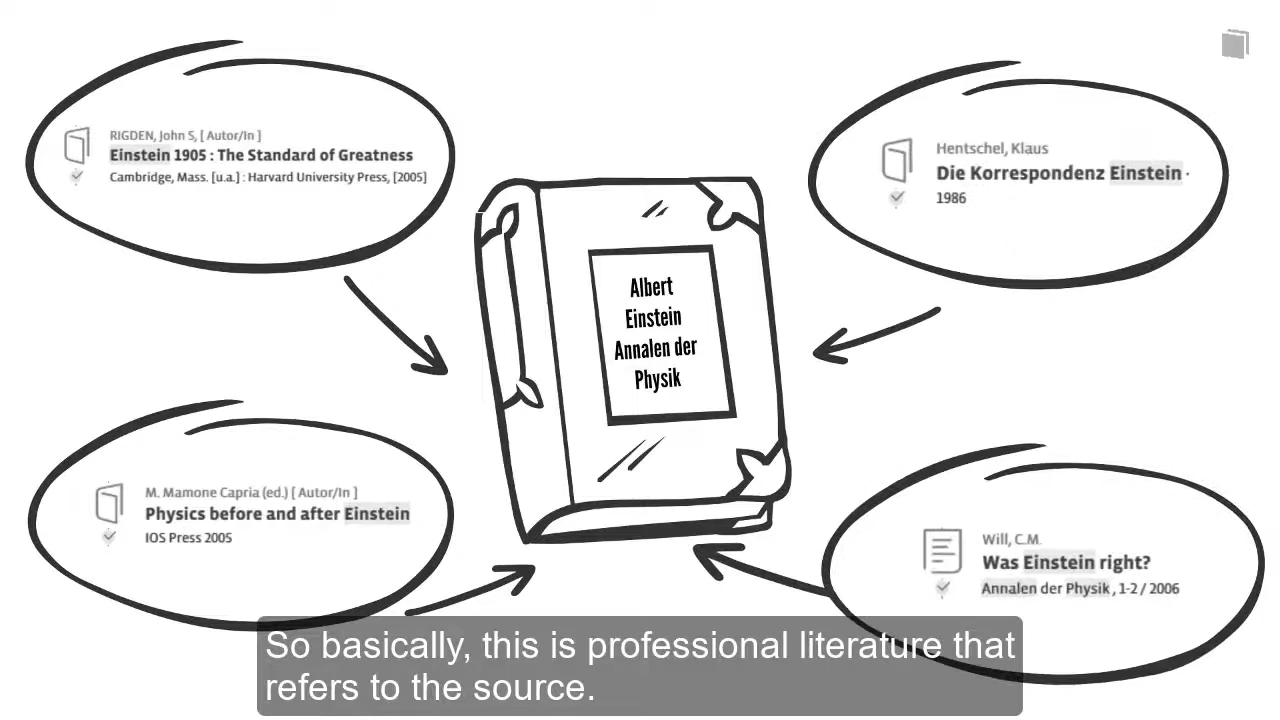 RIGDEN, John S, [ Autor/In ]
Einstein 1905 : The Standard of Greatness
Cambridge, Mass. [u.a.] : Harvard University Press, [2005]
Hentschel, Klaus
Die Korrespondenz Einstein ·
1986
Albert
Einstein
Annalen der
Physik
M. Mamone Capria (ed.) [ Autor/In ]
Physics before and after Einstein
IOS Press 2005
Will, C.M.
Was Einstein right?
Annalen der Physik , 1-2 / 2006
So basically, this is professional literature that
refers to the source.